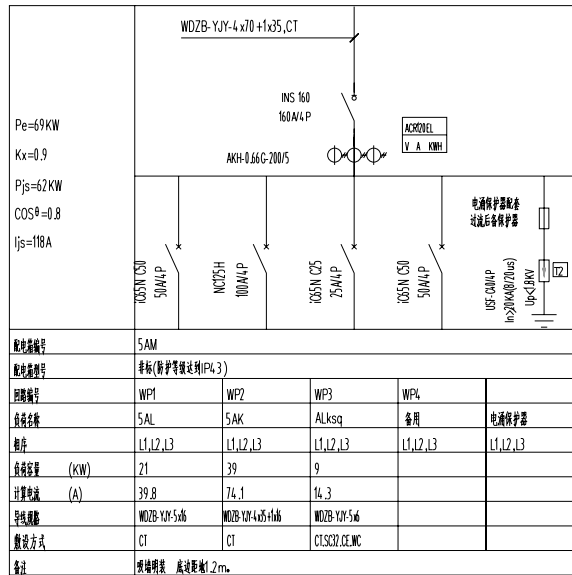 WDZB-YJY-4x70+1x35,CT
INS 160
160A/4P
ACR120EL
V A KWH
AKH-0.66G-200/5
Pe=69KW
Kx=0.9
Pjs=62KW
COSθ=0.8
Ijs=118A
iC65N C50
50A/4P
NC125H
100A/4P
iC65N C25
25A/4P
iC65N C50
50A/4P
电涌保护器配套
过流后备保护器
USF-C40/4P
In≥20KA(8/20us)
Up<1.8KV
T2
配电箱编号 5AM
配电箱型号 非标(防护等级达到IP43)
回路编号 WP1 WP2 WP3 WP4
负荷名称 5AL 5AK ALksq 备用 电涌保护器
相序 L1,L2,L3 L1,L2,L3 L1,L2,L3 L1,L2,L3 L1,L2,L3
负荷容量 (KW) 21 39 9
计算电流 (A) 39.8 74.1 14.3
导线规格 WDZB-YJY-5x16 WDZB-YJY-4x35+1x16 WDZB-YJY-5x6
敷设方式 CT CT CT,SC32,CE,WC
备注 吸墙明装 底边距地1.2m。